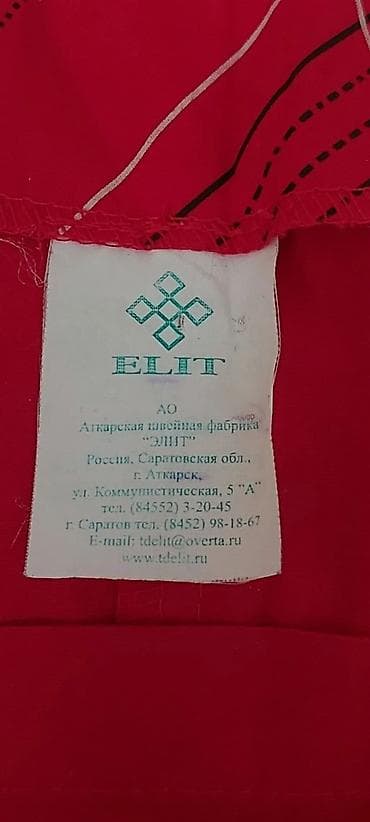 ELIT
АО
Аткарская швейная фабрика
"ЭЛИТ"
Россия, Саратовская обл.,
г. Аткарск,
ул. Коммунистическая, 5 "А"
тел. (84552) 3-20-45
г. Саратов тел. (8452) 98-18-67
E-mail: tdelit@overta.ru
www.tdelit.ru